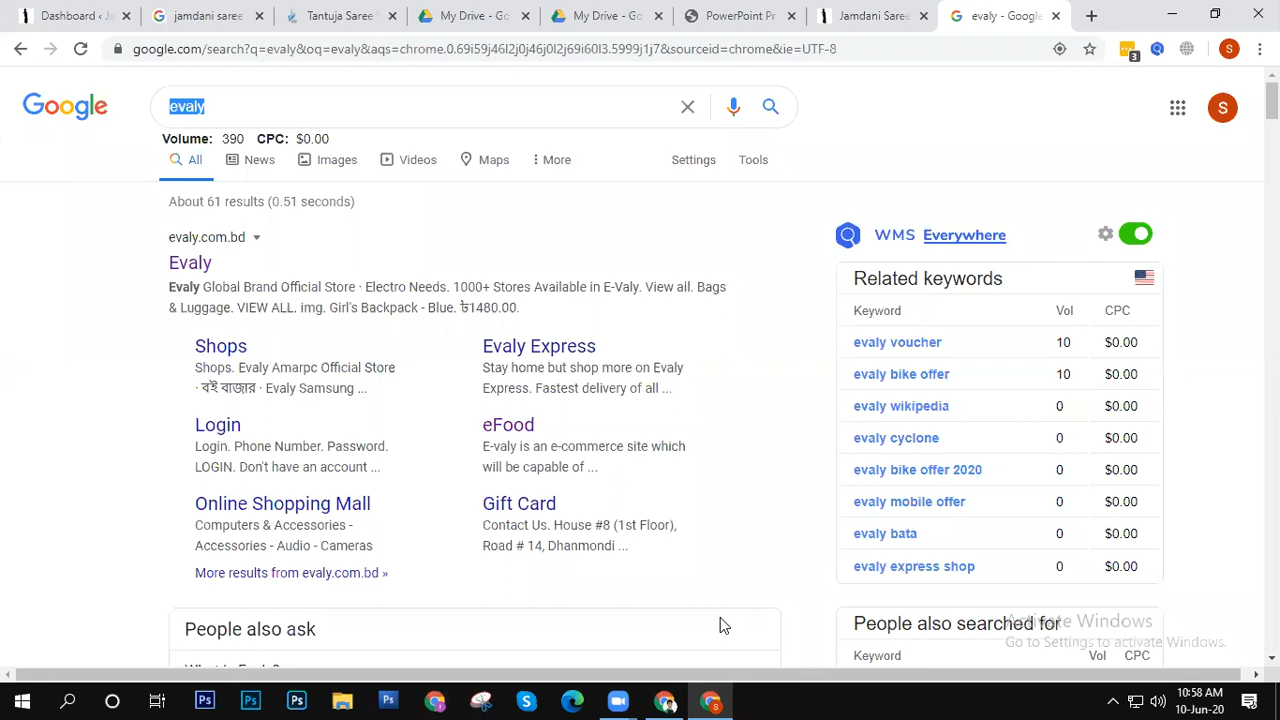 Dashboard ‹ Ja
jamdani saree
Tantuja Saree
My Drive - Go
My Drive - Go
PowerPoint Pr
Jamdani Saree
evaly - Google
google.com/search?q=evaly&oq=evaly&aqs=chrome.0.69i59j46l2j0j46j0l2j69i60l3.5999j1j7&sourceid=chrome&ie=UTF-8
3
S
Google
evaly
S
Volume: 390 CPC: $0.00
All News Images Videos Maps More Settings Tools
About 61 results (0.51 seconds)
evaly.com.bd
Evaly
Evaly Global Brand Official Store · Electro Needs. 1000+ Stores Available in E-Valy. View all. Bags
& Luggage. VIEW ALL. img. Girl's Backpack - Blue. ৳1480.00.
Shops
Shops. Evaly Amarpc Official Store
· বই বাজার · Evaly Samsung ...
Evaly Express
Stay home but shop more on Evaly
Express. Fastest delivery of all ...
Login
Login. Phone Number. Password.
LOGIN. Don't have an account ...
eFood
E-valy is an e-commerce site which
will be capable of ...
Online Shopping Mall
Computers & Accessories -
Accessories - Audio - Cameras
Gift Card
Contact Us. House #8 (1st Floor),
Road # 14, Dhanmondi ...
More results from evaly.com.bd »
People also ask
WMS Everywhere
Related keywords
Keyword Vol CPC
evaly voucher 10 $0.00
evaly bike offer 10 $0.00
evaly wikipedia 0 $0.00
evaly cyclone 0 $0.00
evaly bike offer 2020 0 $0.00
evaly mobile offer 0 $0.00
evaly bata 0 $0.00
evaly express shop 0 $0.00
People also searched for
Keyword Vol CPC
Activate Windows
Go to Settings to activate Windows.
10:58 AM
10-Jun-20